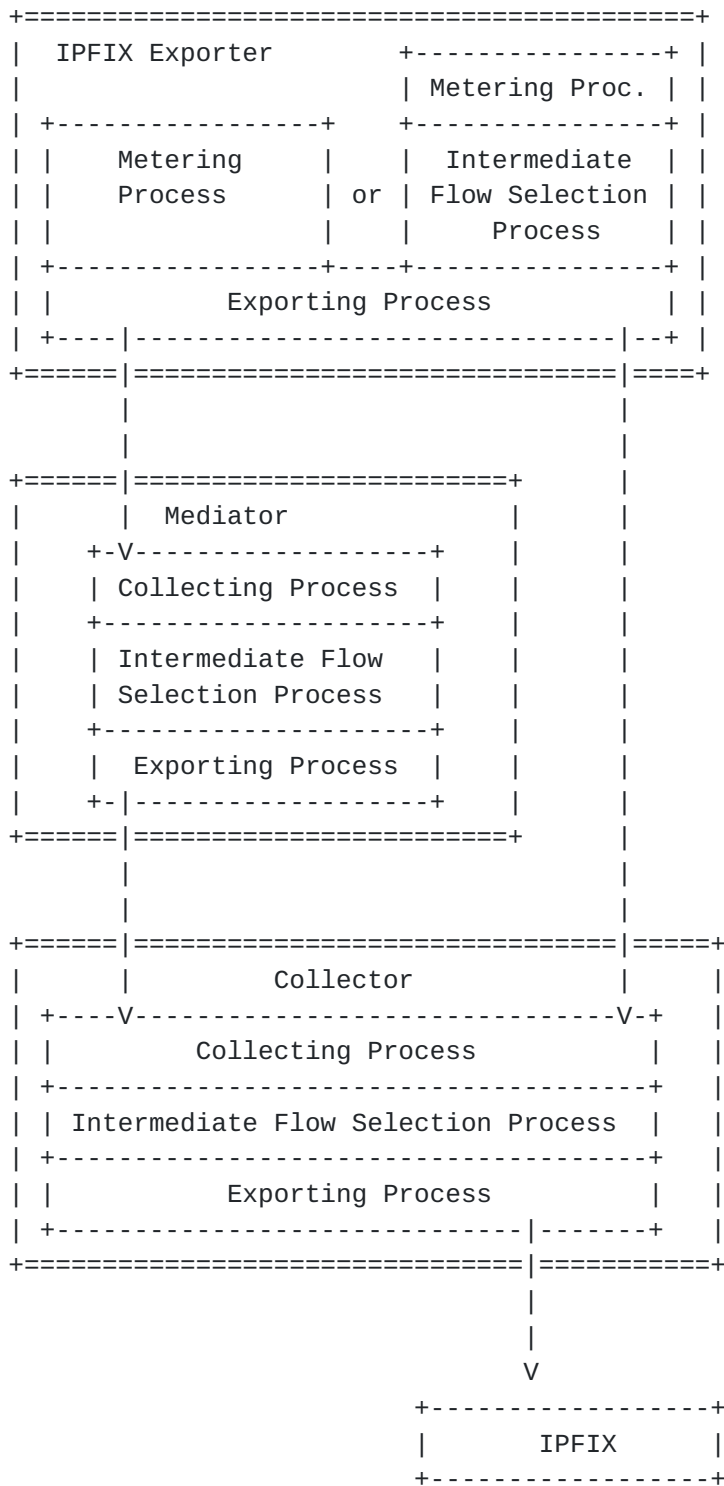 IPFIX Exporter
Metering Proc.
Metering Intermediate
Process or Flow Selection
Process
Exporting Process
Mediator
V
Collecting Process
Intermediate Flow
Selection Process
Exporting Process
Collector
V V
Collecting Process
Intermediate Flow Selection Process
Exporting Process
V
IPFIX